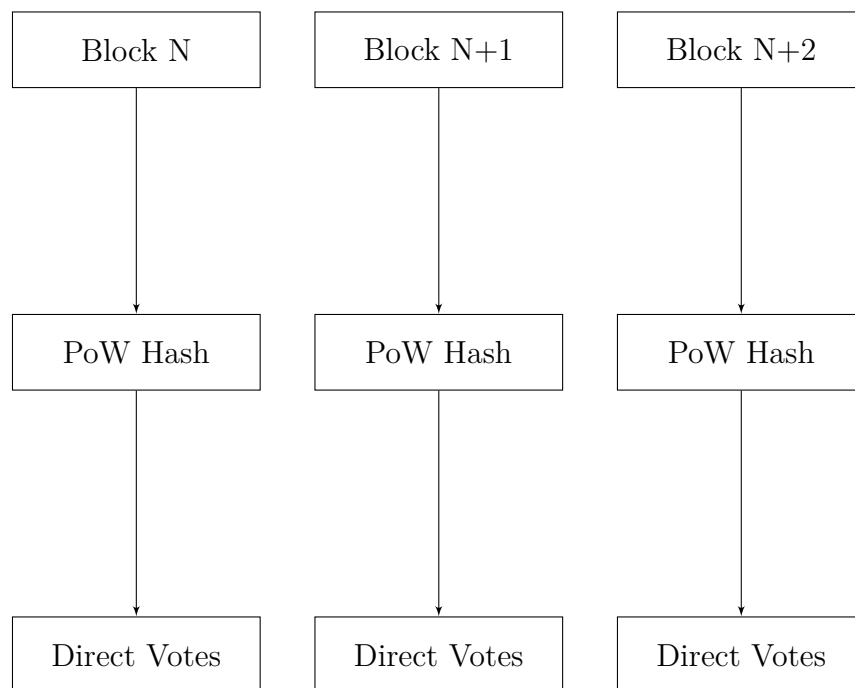 Block N
Block N+1
Block N+2
PoW Hash
PoW Hash
PoW Hash
Direct Votes
Direct Votes
Direct Votes